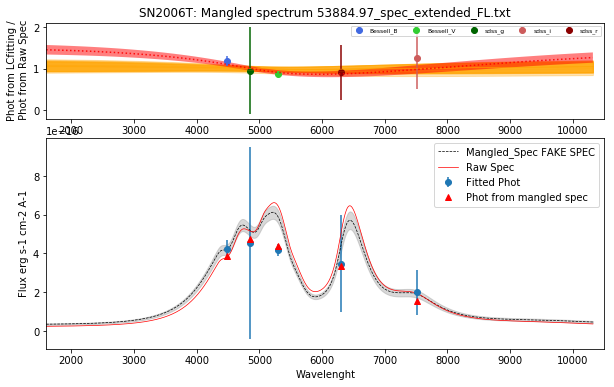 SN2006T: Mangled spectrum 53884.97_spec_extended_FL.txt
Phot from LCfitting /
Phot from Raw Spec
2
1
0
Bessell_B
Bessell_V
sdss_g
sdss_i
sdss_r
2000 3000 4000 5000 6000 7000 8000 9000 10000
1e−16
Flux erg s-1 cm-2 A-1
8
6
4
2
0
Mangled_Spec FAKE SPEC
Raw Spec
Fitted Phot
Phot from mangled spec
2000 3000 4000 5000 6000 7000 8000 9000 10000
Wavelenght